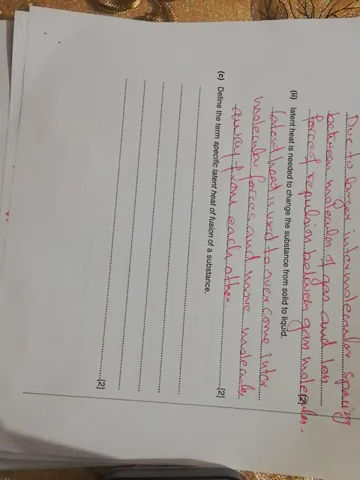 Due to larger intermolecular spacing
between molecules of gas and less
force of repulsion between gas molecules.
[2]
(ii) latent heat is needed to change the substance from solid to liquid.
latent heat is used to over come inter
molecular forces and move molecules
away from each other.
[2]
(c) Define the term specific latent heat of fusion of a substance.
[2]